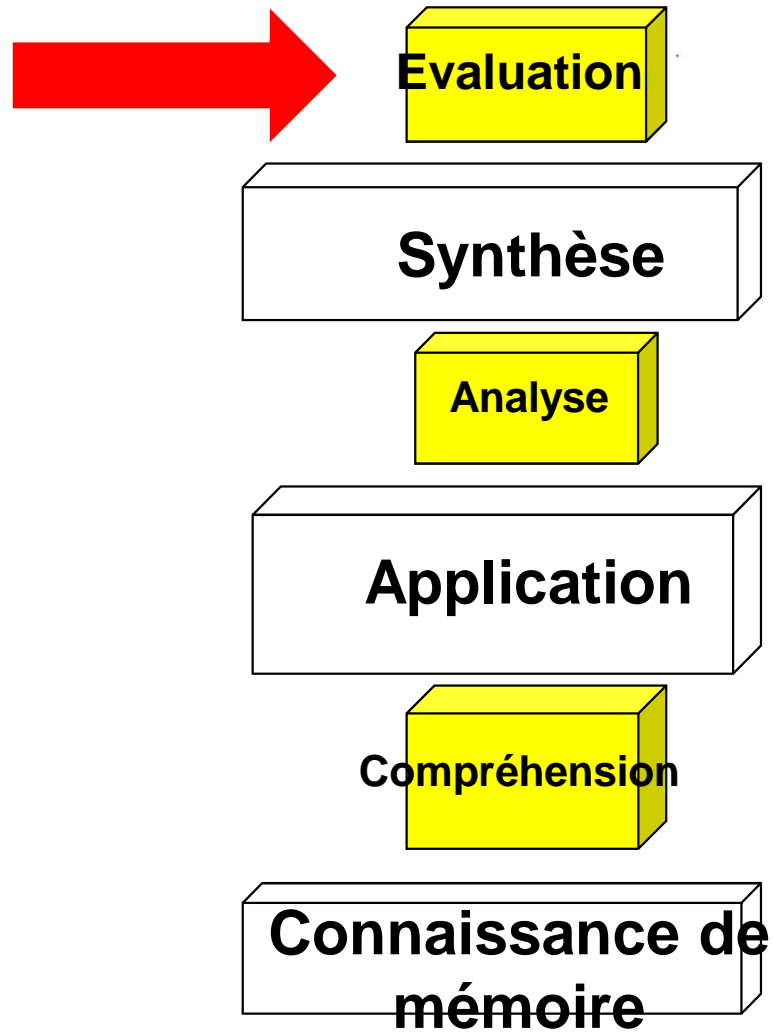 Evaluation
Synthèse
Analyse
Application
Compréhension
Connaissance de
mémoire